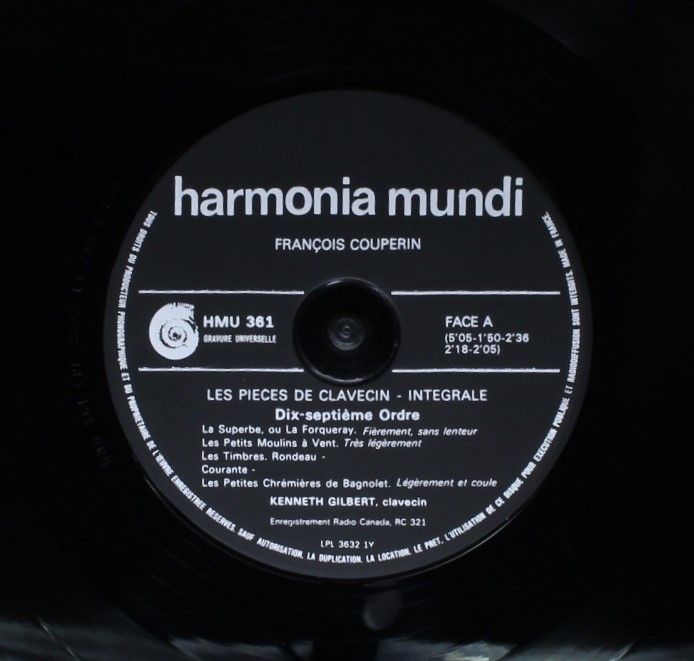 harmonia mundi
FRANÇOIS COUPERIN
HMU 361
GRAVURE UNIVERSELLE
FACE A
(5'05-1'50-2'36
2'18-2'05)
LES PIECES DE CLAVECIN - INTEGRALE
Dix-septième Ordre
La Superbe, ou La Forqueray. Fièrement, sans lenteur
Les Petits Moulins à Vent. Très légèrement
Les Timbres. Rondeau -
Courante -
Les Petites Chrémières de Bagnolet. Légèrement et coule
KENNETH GILBERT, clavecin
Enregistrement Radio Canada, RC 321
LPL 3632 1Y
TOUS DROITS DU PRODUCTEUR PHONOGRAPHIQUE ET DU PROPRIETAIRE DE L'ŒUVRE ENREGISTREE RESERVES. SAUF AUTORISATION, LA DUPLICATION, LA LOCATION, LE PRET, L'UTILISATION DE CE DISQUE POUR EXECUTION PUBLIQUE ET RADIODIFFUSION SONT INTERDITS. MADE IN FRANCE.